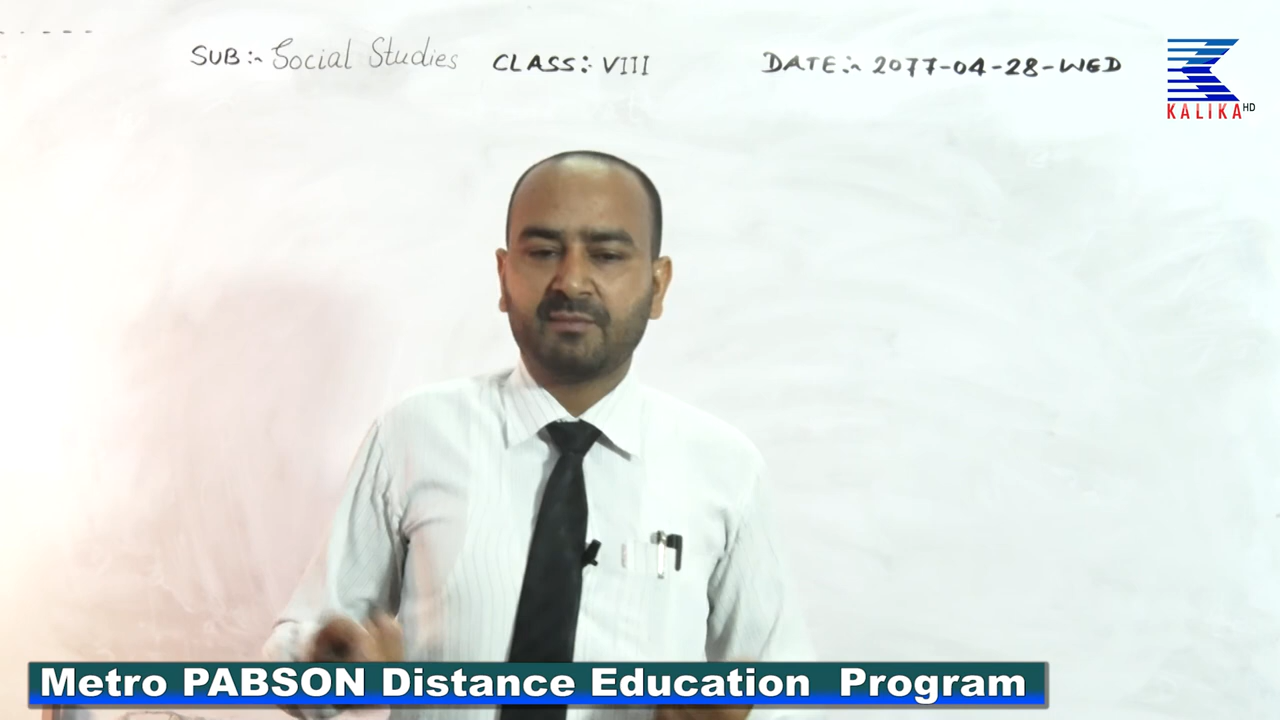 SUB:- Social Studies CLASS:- VIII DATE:- 2077-04-28-WED
KALIKA HD
Metro PABSON Distance Education Program